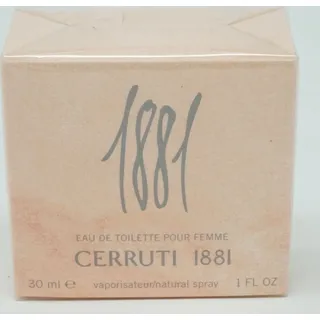 1881
EAU DE TOILETTE POUR FEMME
CERRUTI 1881
30 ml ℮ vaporisateur/natural spray 1 FL OZ